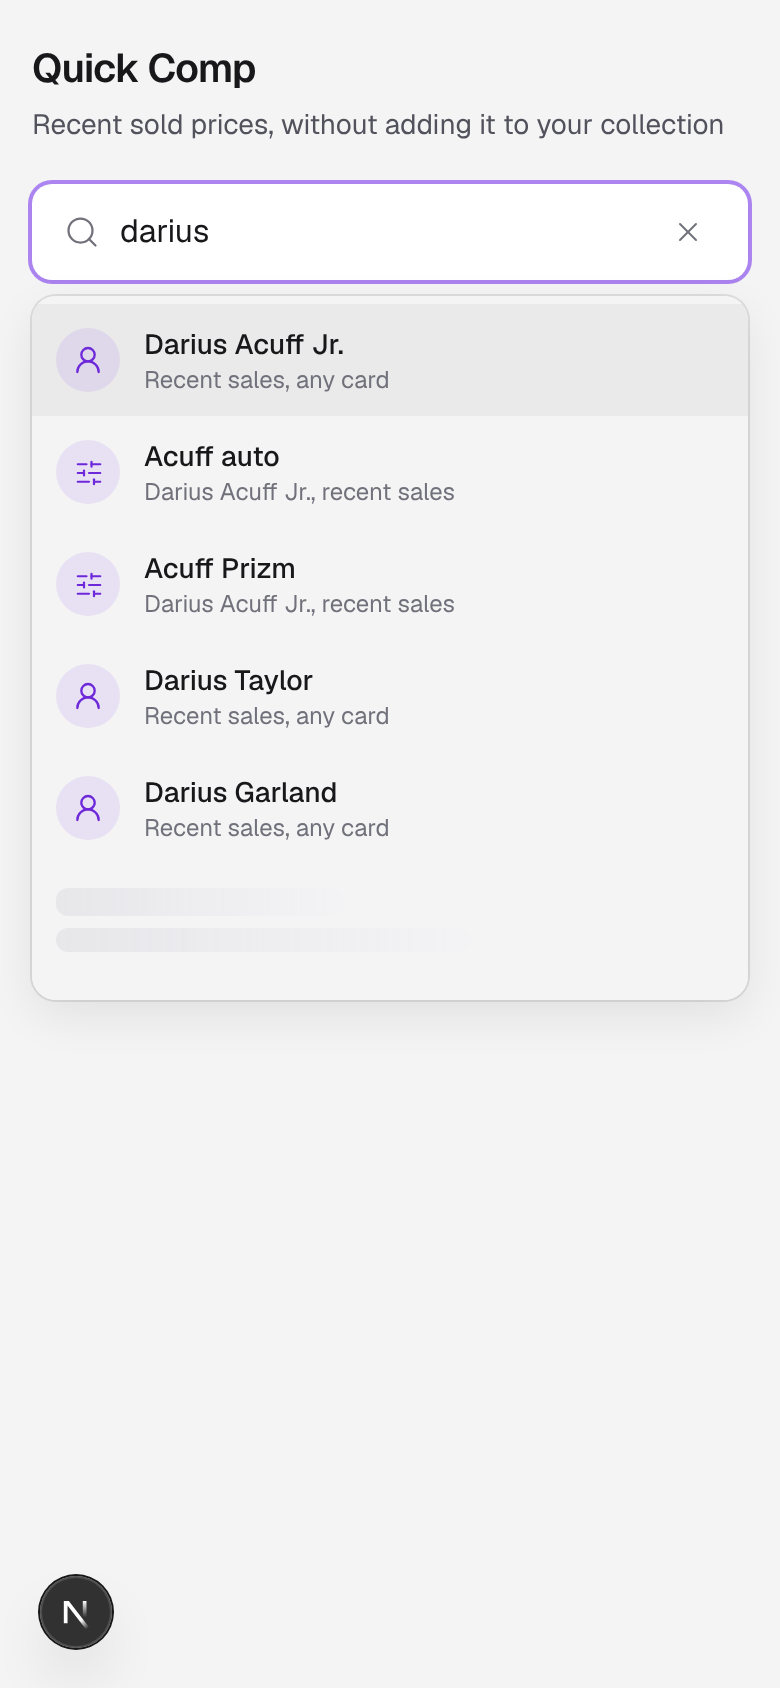 Quick Comp
Recent sold prices, without adding it to your collection
darius
Darius Acuff Jr.
Recent sales, any card
Acuff auto
Darius Acuff Jr., recent sales
Acuff Prizm
Darius Acuff Jr., recent sales
Darius Taylor
Recent sales, any card
Darius Garland
Recent sales, any card
N